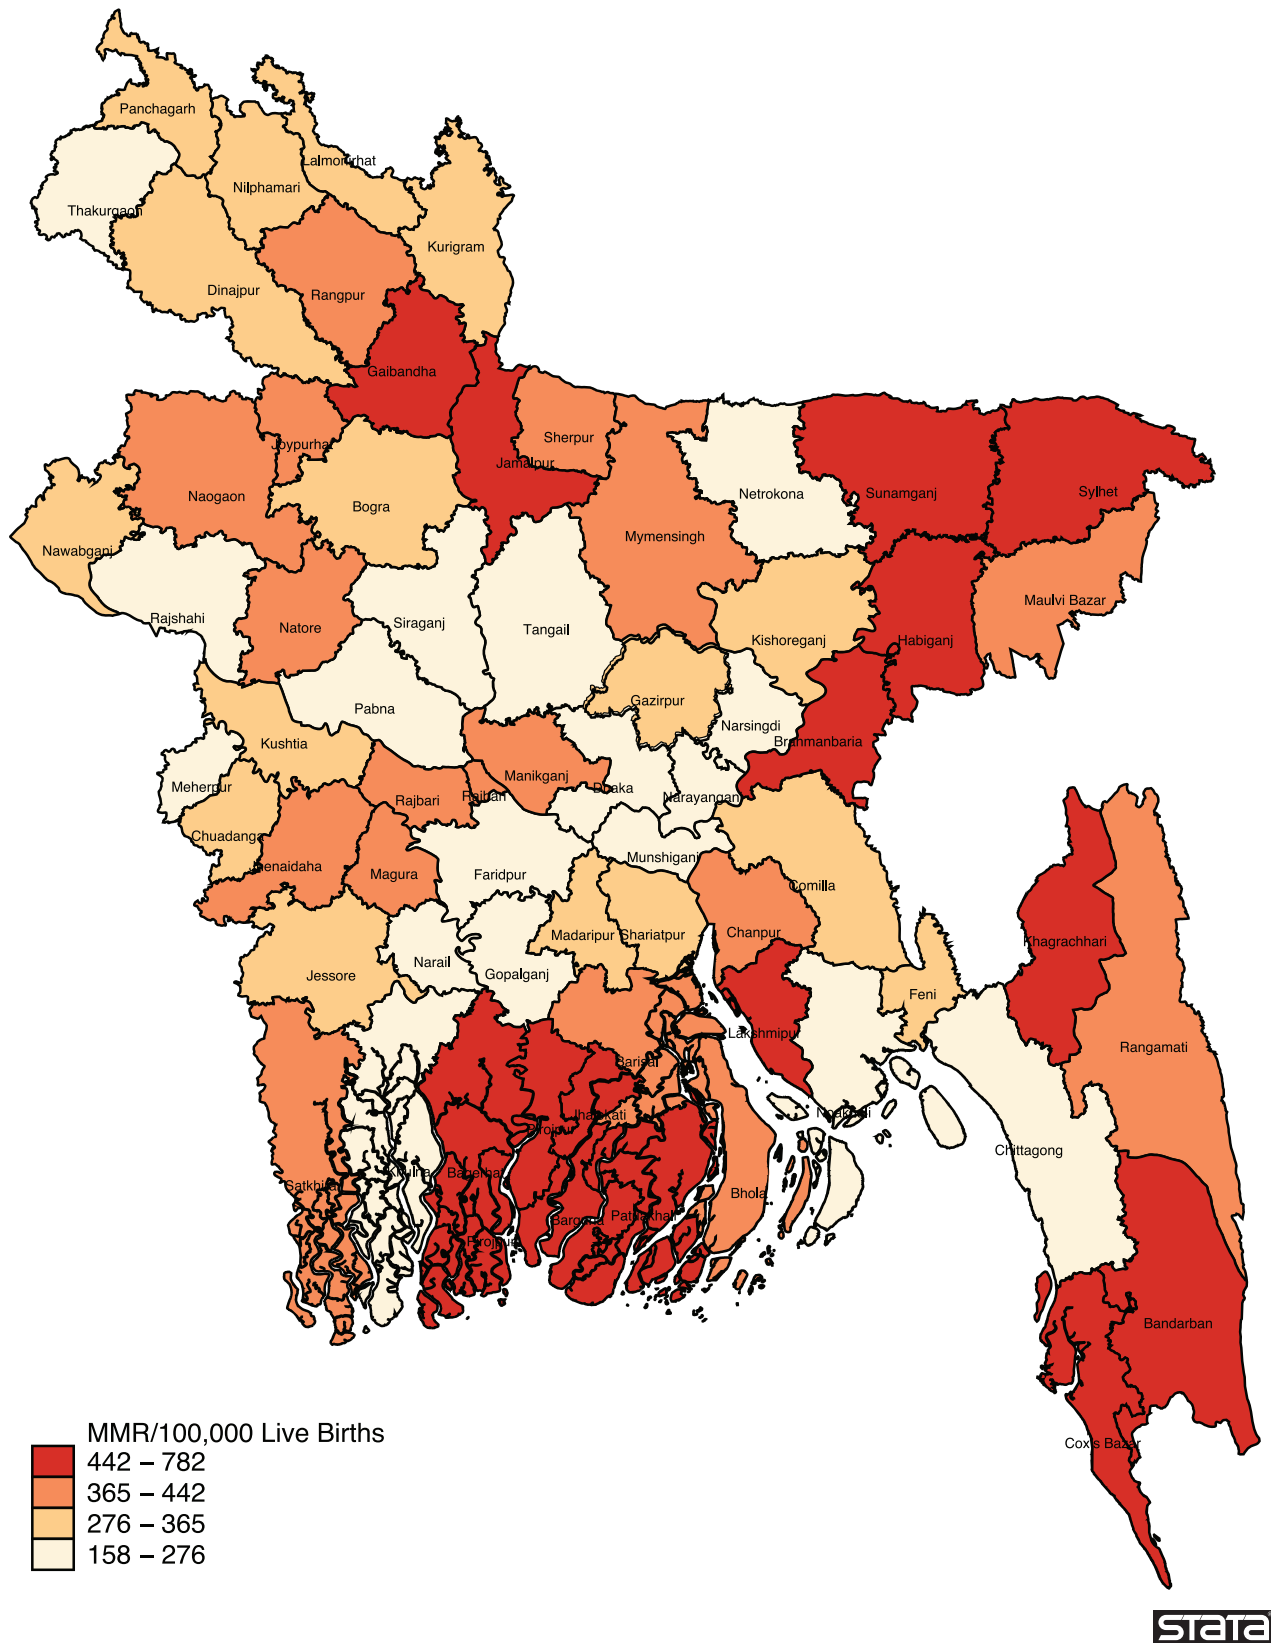 Panchagarh
Lalmonirhat
Nilphamari
Thakurgaon
Kurigram
Dinajpur
Rangpur
Gaibandha
Joypurhat
Sherpur
Jamalpur
Naogaon
Bogra
Netrokona
Sunamganj
Sylhet
Mymensingh
Nawabganj
Maulvi Bazar
Rajshahi
Natore
Siraganj
Tangail
Kishoreganj
Habiganj
Gazirpur
Pabna
Narsingdi
Kushtia
Brahmanbaria
Manikganj
Meherpur
Dhaka
Rajbari
Narayanganj
Chuadanga
Munshiganj
Jhenaidaha
Magura
Faridpur
Comilla
Madaripur
Shariatpur
Chanpur
Khagrachhari
Narail
Jessore
Gopalganj
Feni
Lakshmipur
Rangamati
Barisal
Noakhali
Jhalokati
Pirojpur
Chittagong
Khulna
Bagerhat
Satkhira
Bhola
Barguna
Patuakhali
Pirojpur
Bandarban
Cox's Bazar
MMR/100,000 Live Births
442 – 782
365 – 442
276 – 365
158 – 276
STATA